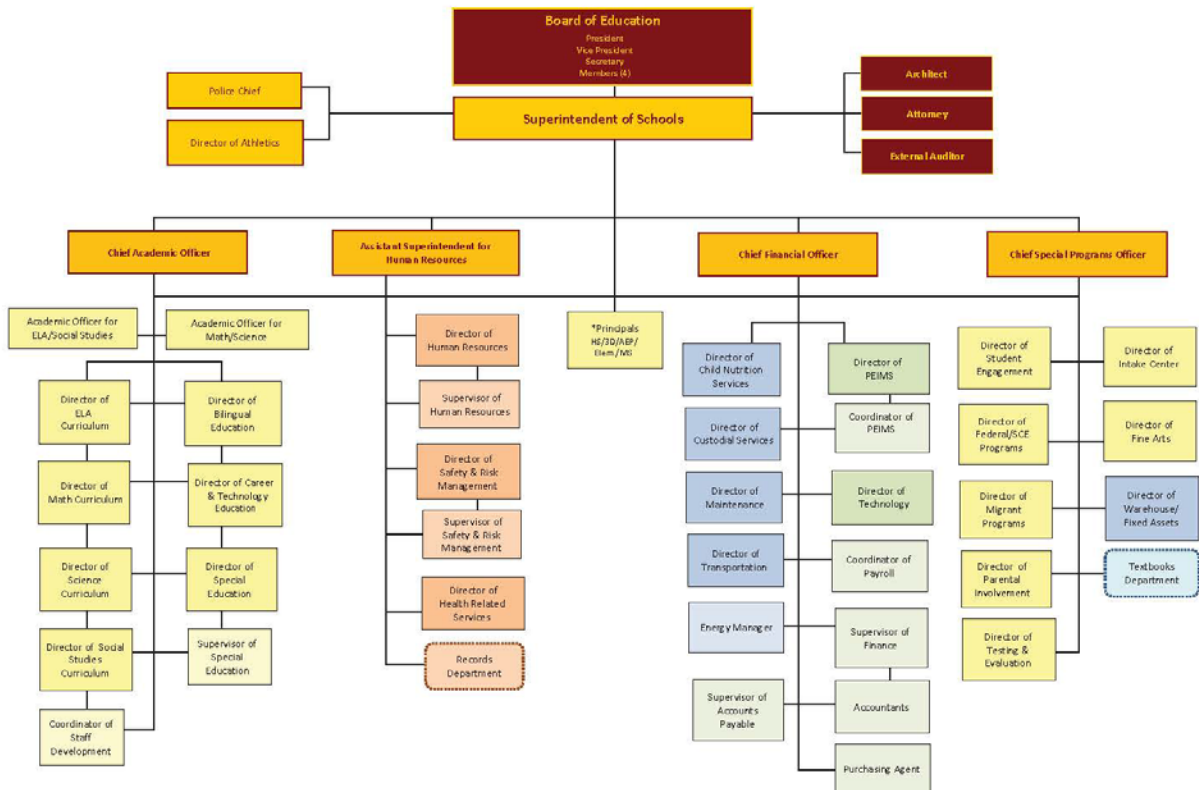 Board of Education
President
Vice President
Secretary
Members (4)
Police Chief
Director of Athletics
Superintendent of Schools
Architect
Attorney
External Auditor
Chief Academic Officer
Assistant Superintendent for
Human Resources
Chief Financial Officer
Chief Special Programs Officer
Academic Officer for
ELA/Social Studies
Academic Officer for
Math/Science
Director of
ELA
Curriculum
Director of
Bilingual
Education
Director of
Math Curriculum
Director of Career
& Technology
Education
Director of
Science
Curriculum
Director of
Special
Education
Director of Social
Studies
Curriculum
Supervisor of
Special
Education
Coordinator of
Staff
Development
Director of
Human Resources
Supervisor of
Human Resources
Director of
Safety & Risk
Management
Supervisor of
Safety & Risk
Management
Director of
Health Related
Services
Records
Department
*Principals
HS/JD/AEP/
Elem/MS
Director of
Child Nutrition
Services
Director of
PEIMS
Director of
Custodial Services
Coordinator of
PEIMS
Director of
Maintenance
Director of
Technology
Director of
Transportation
Coordinator of
Payroll
Energy Manager
Supervisor of
Finance
Supervisor of
Accounts
Payable
Accountants
Purchasing Agent
Director of
Student
Engagement
Director of
Intake Center
Director of
Federal/SCE
Programs
Director of
Fine Arts
Director of
Migrant
Programs
Director of
Warehouse/
Fixed Assets
Director of
Parental
Involvement
Textbooks
Department
Director of
Testing &
Evaluation